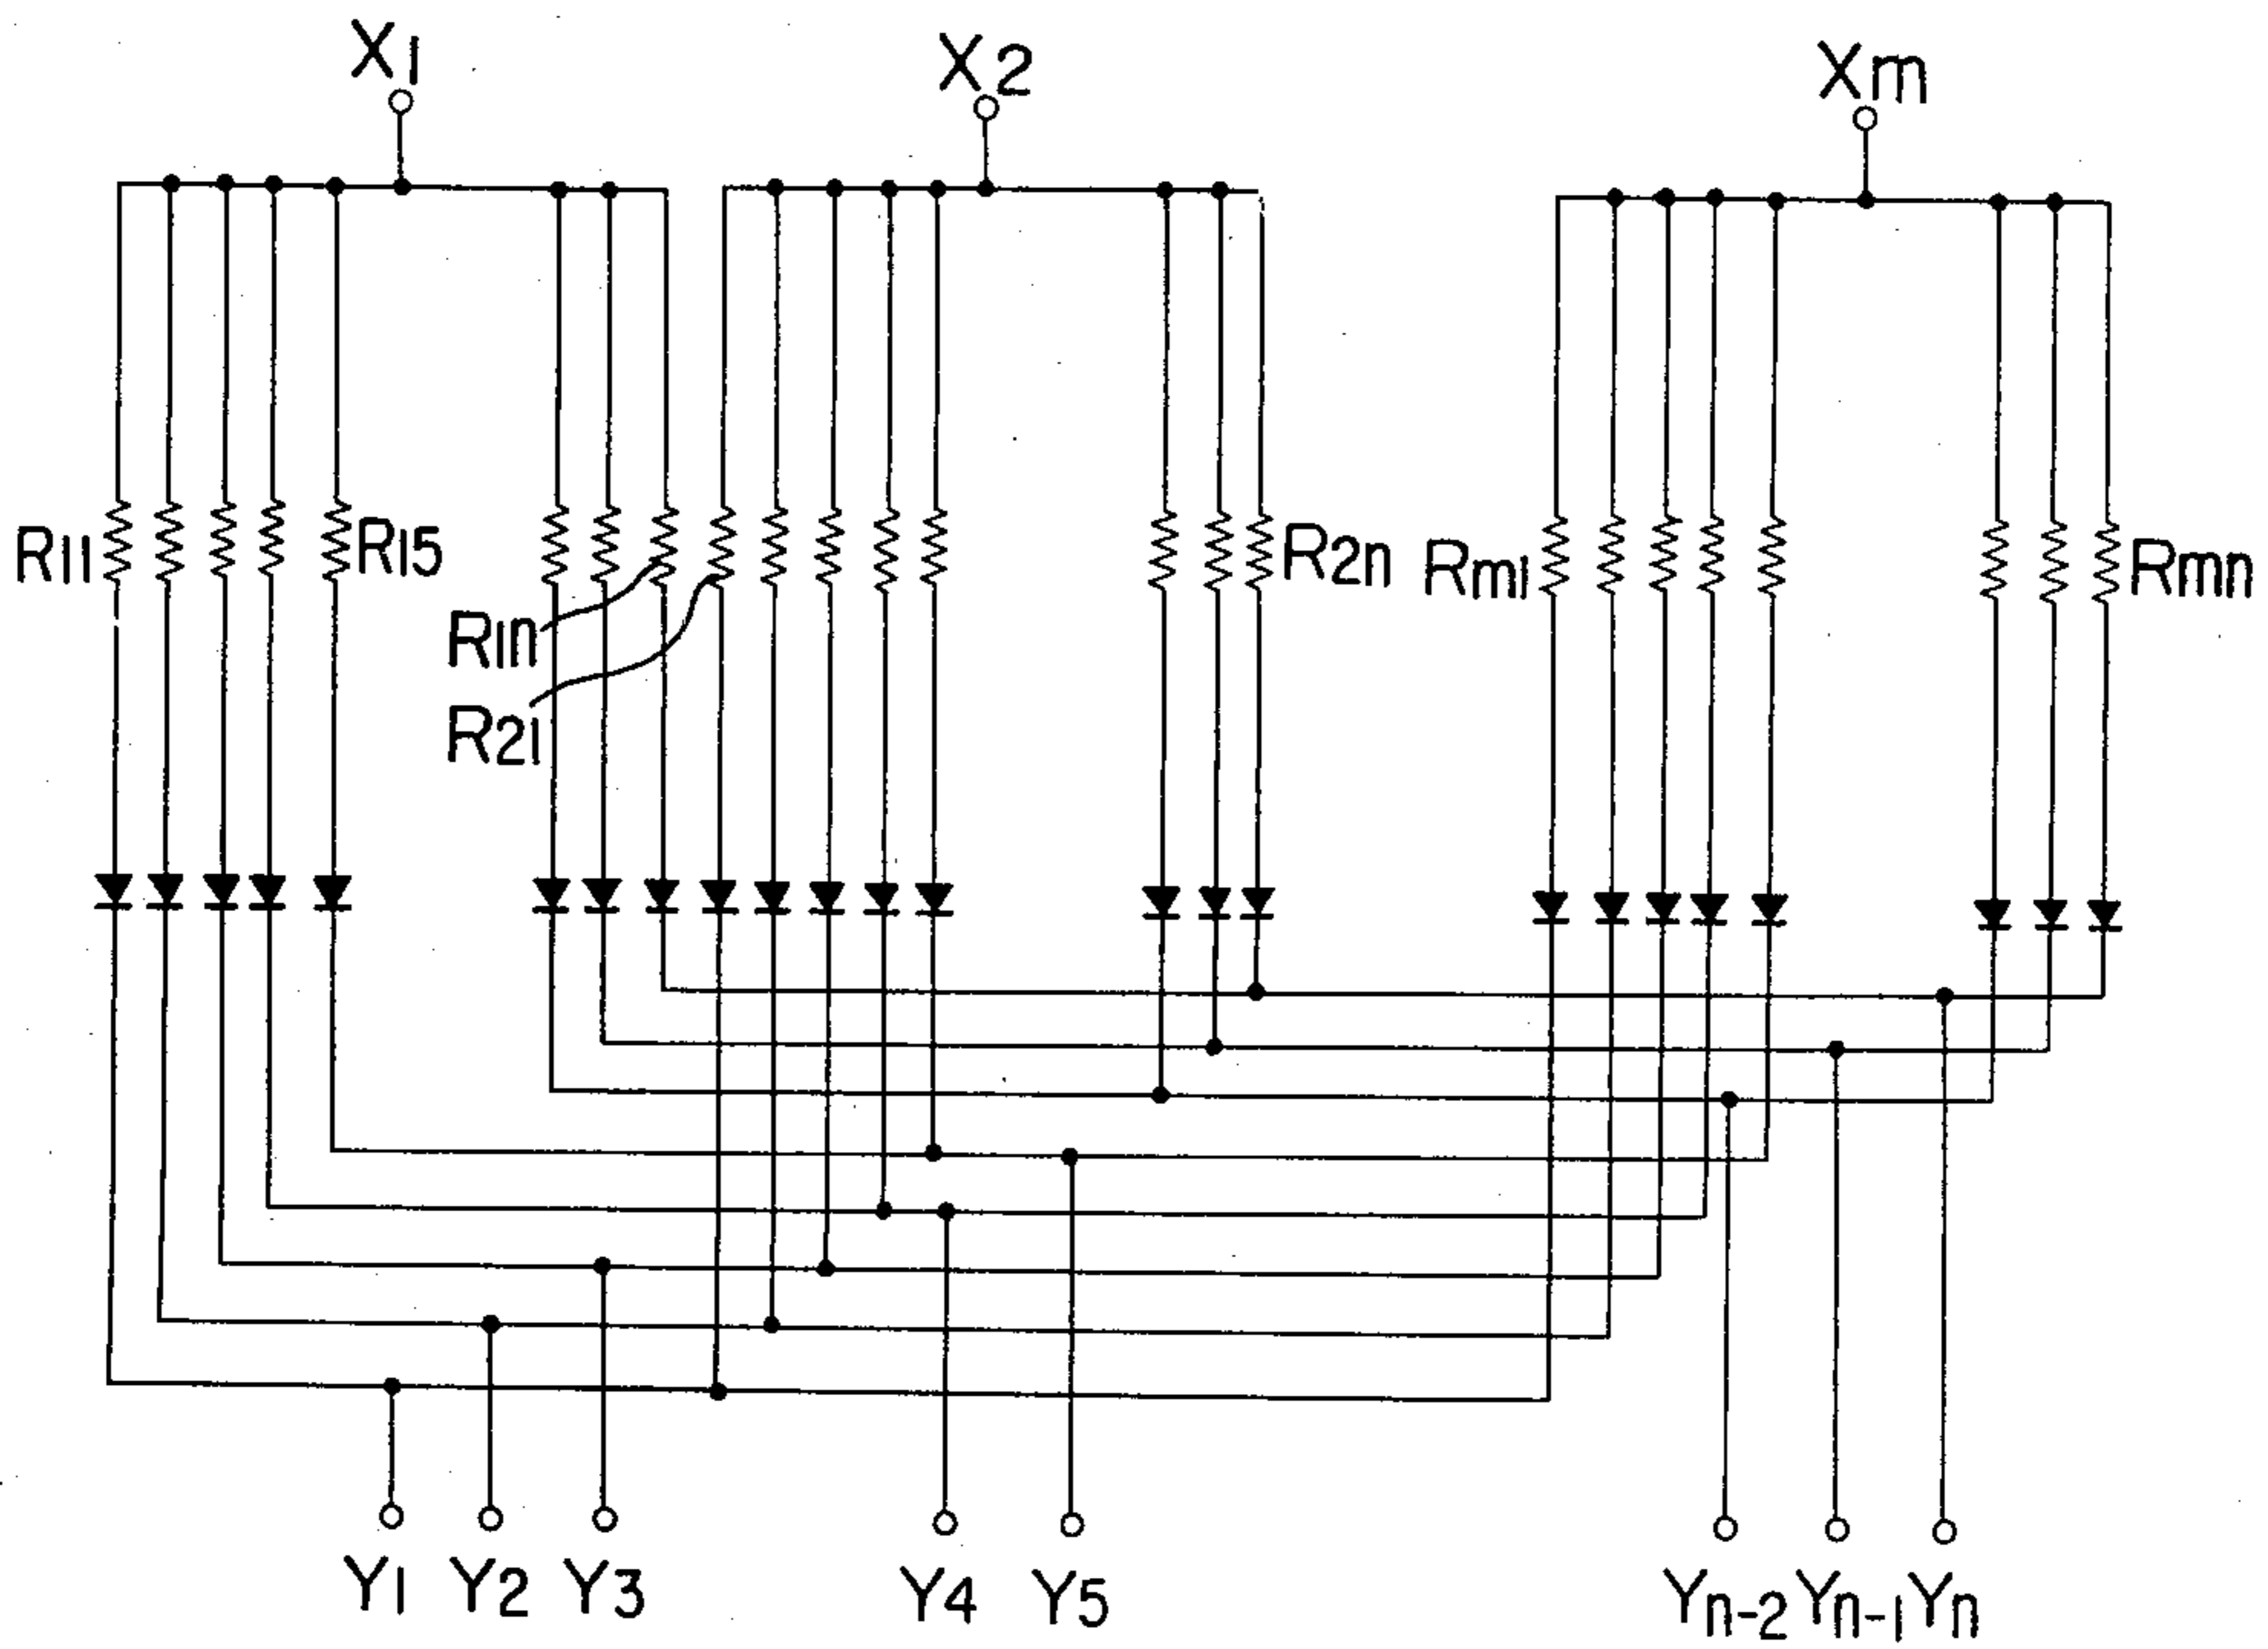 X1
X2
Xm
R11
R15
R1n
R21
R2n
Rm1
Rmn
Y1
Y2
Y3
Y4
Y5
Yn-2
Yn-1
Yn